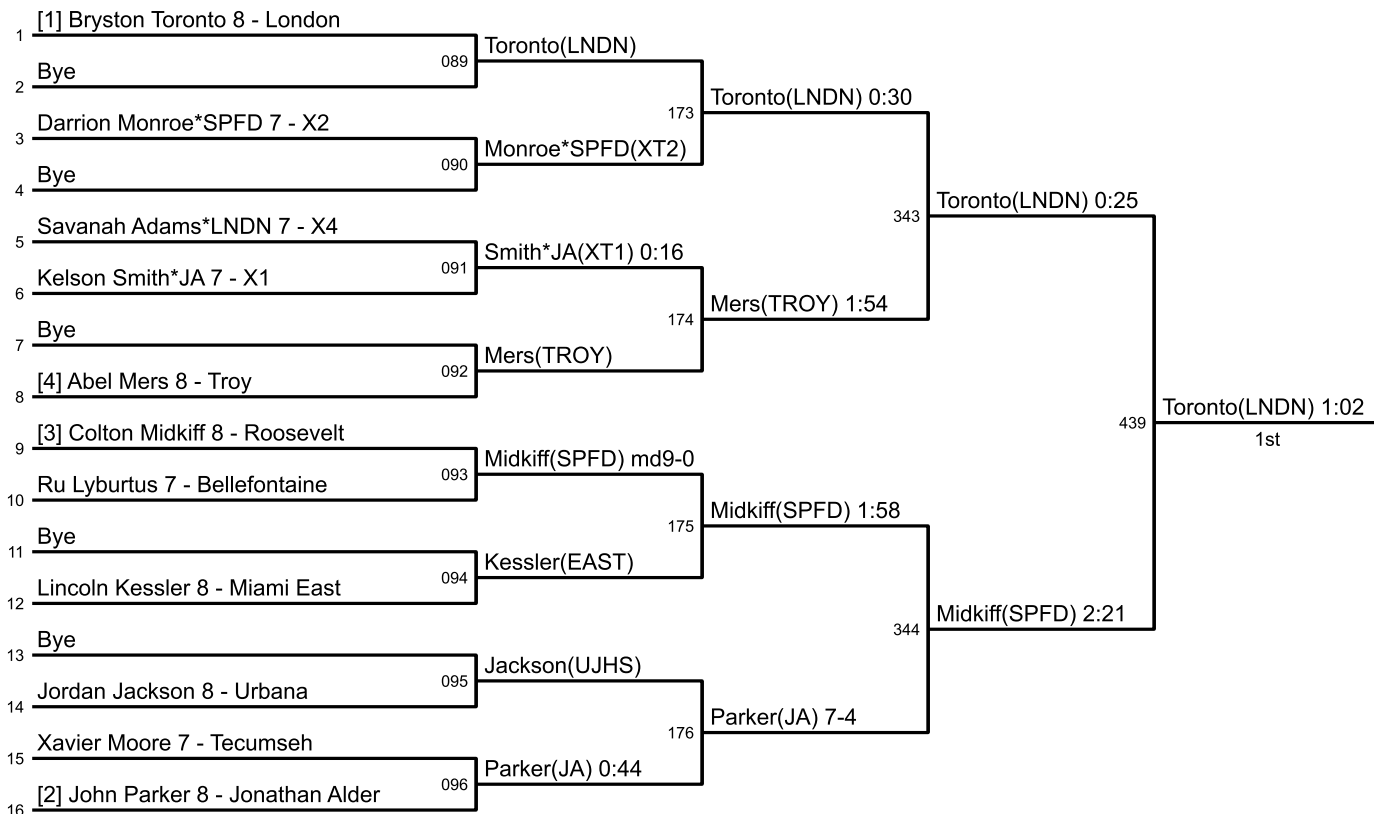 1 [1] Bryston Toronto 8 - London
2 Bye
3 Darrion Monroe*SPFD 7 - X2
4 Bye
5 Savanah Adams*LNDN 7 - X4
6 Kelson Smith*JA 7 - X1
7 Bye
8 [4] Abel Mers 8 - Troy
9 [3] Colton Midkiff 8 - Roosevelt
10 Ru Lyburtus 7 - Bellefontaine
11 Bye
12 Lincoln Kessler 8 - Miami East
13 Bye
14 Jordan Jackson 8 - Urbana
15 Xavier Moore 7 - Tecumseh
16 [2] John Parker 8 - Jonathan Alder
089 Toronto(LNDN)
090 Monroe*SPFD(XT2)
091 Smith*JA(XT1) 0:16
092 Mers(TROY)
093 Midkiff(SPFD) md9-0
094 Kessler(EAST)
095 Jackson(UJHS)
096 Parker(JA) 0:44
173 Toronto(LNDN) 0:30
174 Mers(TROY) 1:54
175 Midkiff(SPFD) 1:58
176 Parker(JA) 7-4
343 Toronto(LNDN) 0:25
344 Midkiff(SPFD) 2:21
439 Toronto(LNDN) 1:02
1st